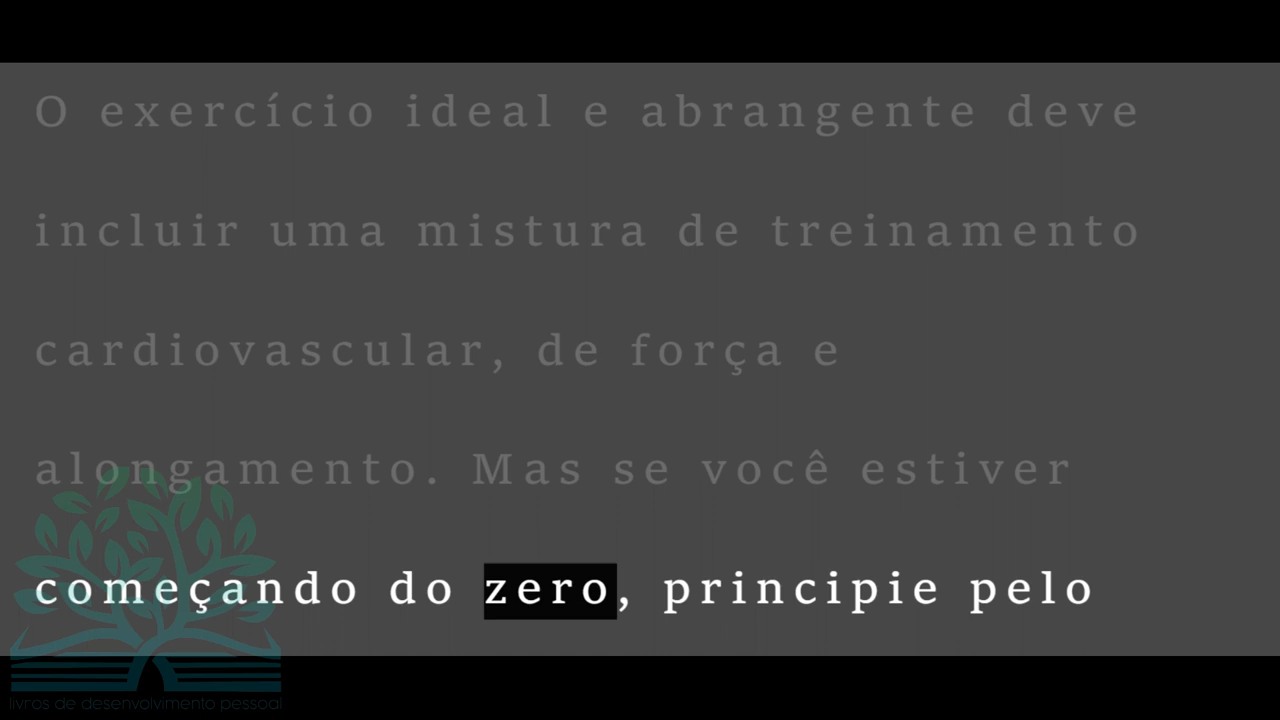 O exercício ideal e abrangente deve
incluir uma mistura de treinamento
cardiovascular, de força e
alongamento. Mas se você estiver
começando do zero, principie pelo
livros de desenvolvimento pessoal